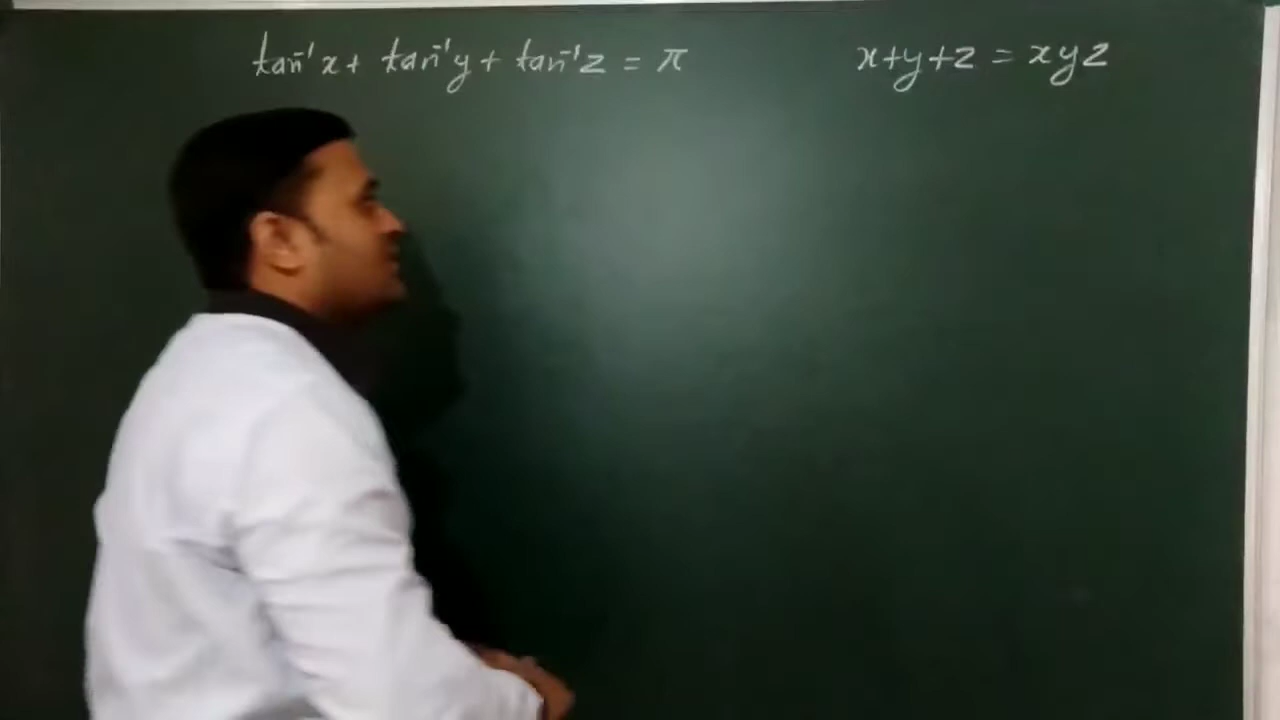 tan⁻¹x + tan⁻¹y + tan⁻¹z = π
x+y+z = xyz